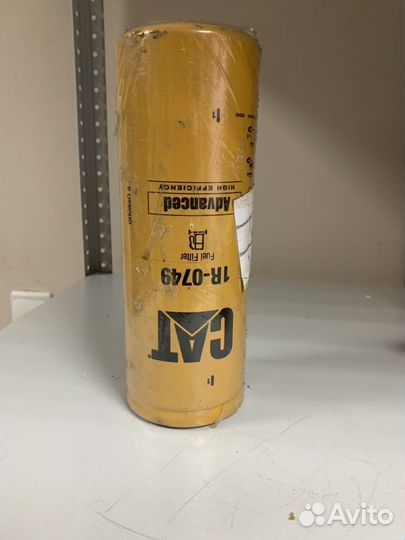 CAT
1R-0749
Fuel Filter
Advanced
HIGH EFFICIENCY
Avito